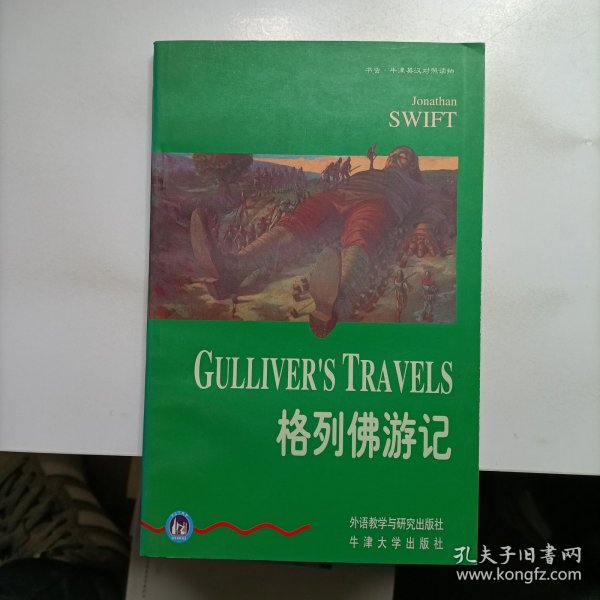 书虫·牛津英汉对照读物
Jonathan
SWIFT
GULLIVER'S TRAVELS
格列佛游记
外语教学与研究出版社
牛津大学出版社
孔夫子旧书网
www.kongfz.com